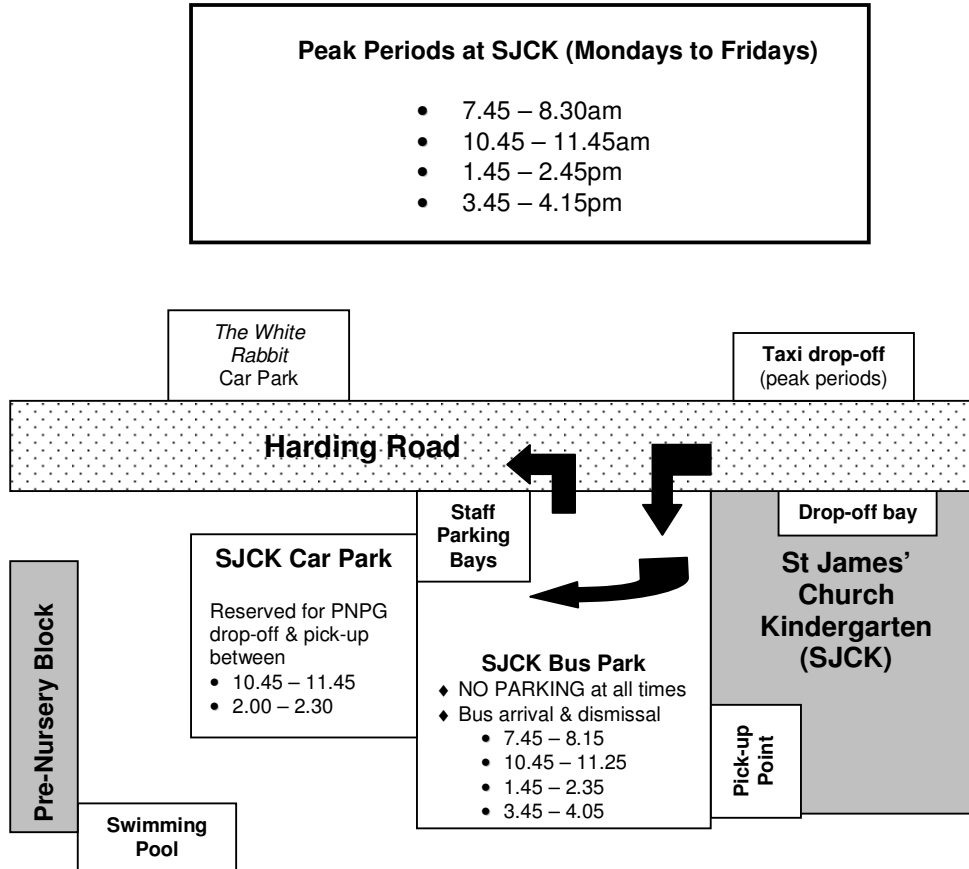 Peak Periods at SJCK (Mondays to Fridays)
• 7.45 – 8.30am
• 10.45 – 11.45am
• 1.45 – 2.45pm
• 3.45 – 4.15pm
The White
Rabbit
Car Park
Taxi drop-off
(peak periods)
Harding Road
Staff
Parking
Bays
Drop-off bay
SJCK Car Park
Reserved for PNPG
drop-off & pick-up
between
• 10.45 – 11.45
• 2.00 – 2.30
St James’
Church
Kindergarten
(SJCK)
SJCK Bus Park
♦ NO PARKING at all times
♦ Bus arrival & dismissal
• 7.45 – 8.15
• 10.45 – 11.25
• 1.45 – 2.35
• 3.45 – 4.05
Pick-up
Point
Pre-Nursery Block
Swimming
Pool